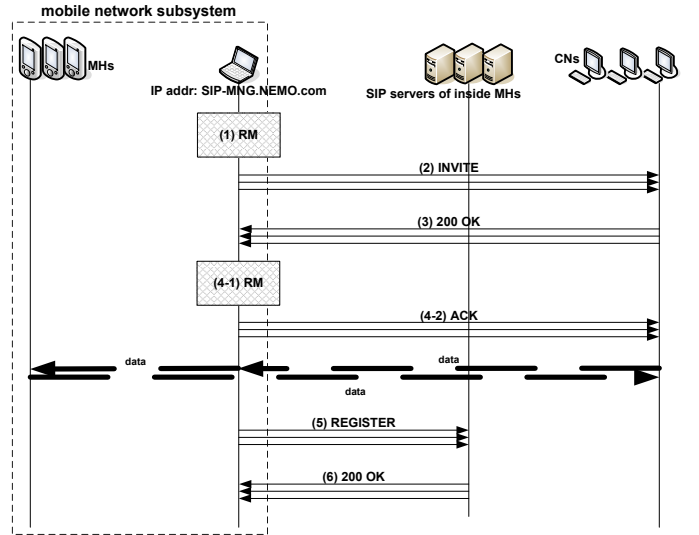 mobile network subsystem
MHs
IP addr: SIP-MNG.NEMO.com
SIP servers of inside MHs
CNs
(1) RM
(2) INVITE
(3) 200 OK
(4-1) RM
(4-2) ACK
data
data
data
(5) REGISTER
(6) 200 OK